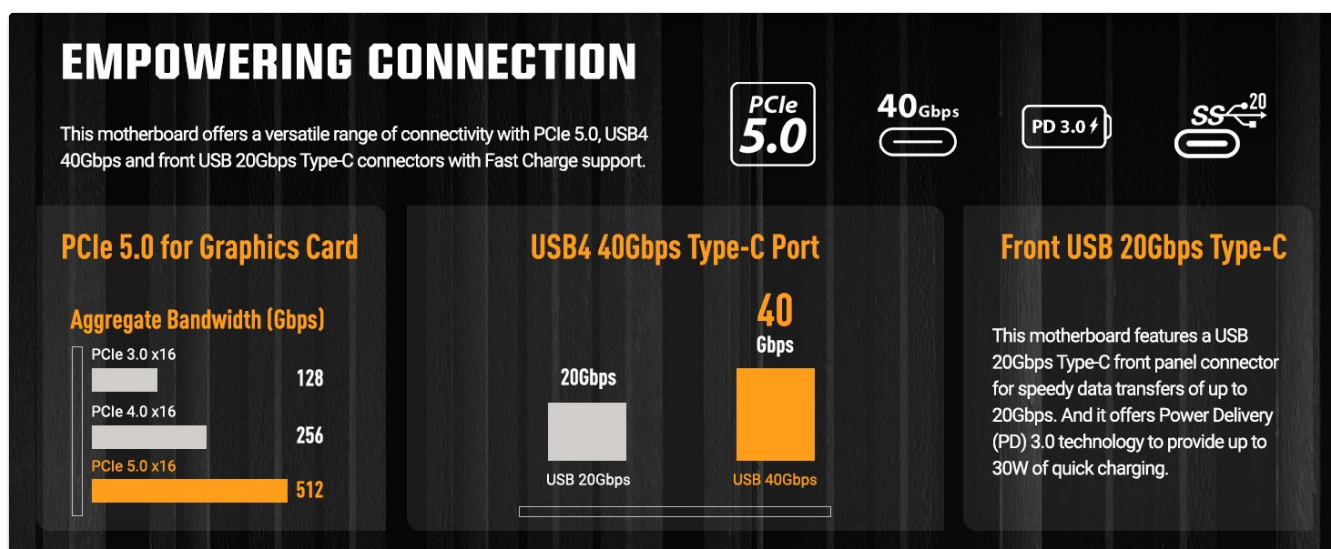 EMPOWERING CONNECTION
This motherboard offers a versatile range of connectivity with PCIe 5.0, USB4
40Gbps and front USB 20Gbps Type-C connectors with Fast Charge support.
PCIe
5.0
40Gbps
PD 3.0
SS 20
PCIe 5.0 for Graphics Card
Aggregate Bandwidth (Gbps)
PCIe 3.0 x16
128
PCIe 4.0 x16
256
PCIe 5.0 x16
512
USB4 40Gbps Type-C Port
20Gbps
USB 20Gbps
40
Gbps
USB 40Gbps
Front USB 20Gbps Type-C
This motherboard features a USB
20Gbps Type-C front panel connector
for speedy data transfers of up to
20Gbps. And it offers Power Delivery
(PD) 3.0 technology to provide up to
30W of quick charging.